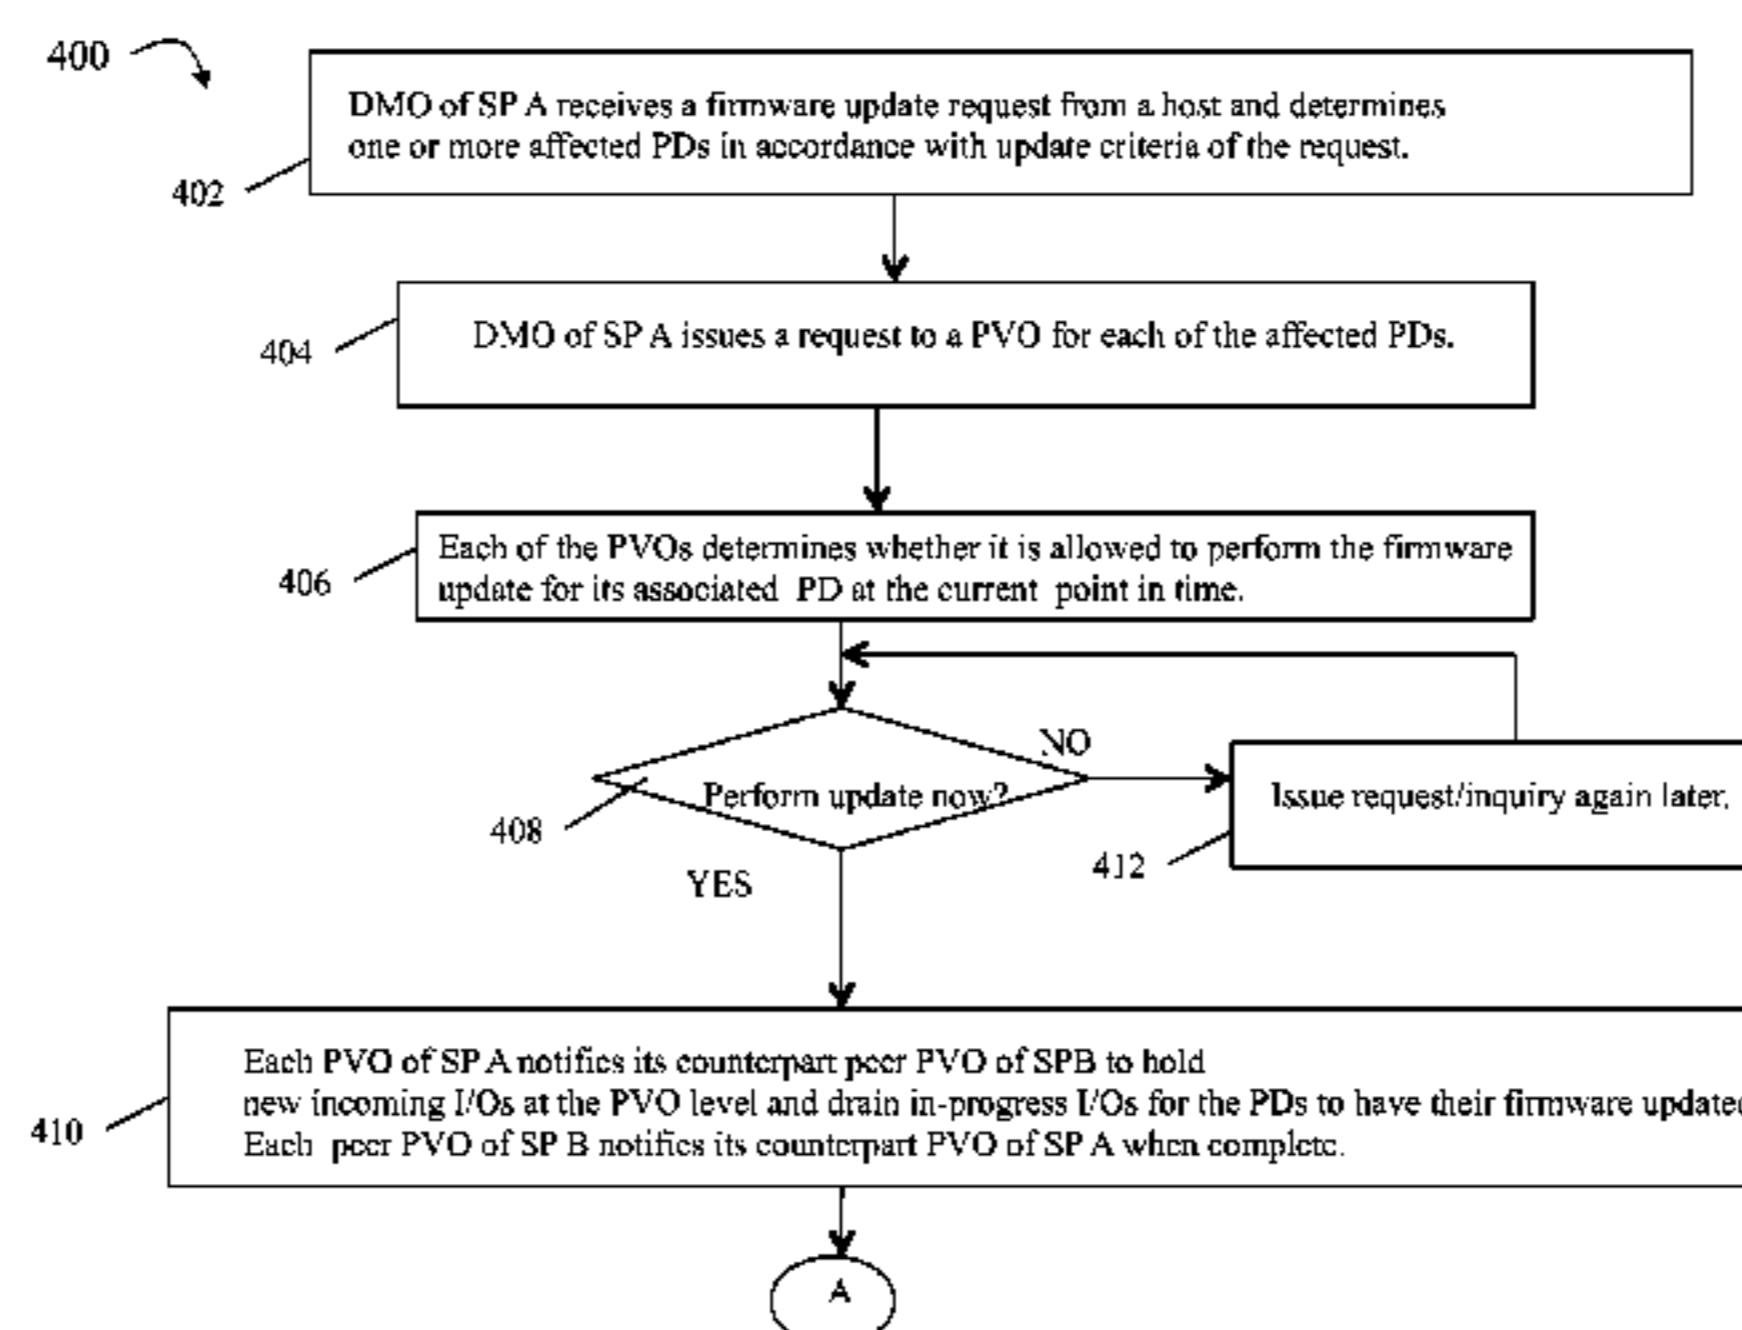 400
DMO of SP A receives a firmware update request from a host and determines
one or more affected PDs in accordance with update criteria of the request.
402
DMO of SP A issues a request to a PVO for each of the affected PDs.
404
Each of the PVOs determines whether it is allowed to perform the firmware
update for its associated PD at the current point in time.
406
NO
Perform update now?
Issue request/inquiry again later.
408
412
YES
Each PVO of SP A notifies its counterpart peer PVO of SPB to hold
new incoming I/Os at the PVO level and drain in-progress I/Os for the PDs to have their firmware updated
410
Each peer PVO of SP B notifies its counterpart PVO of SP A when complete.
A